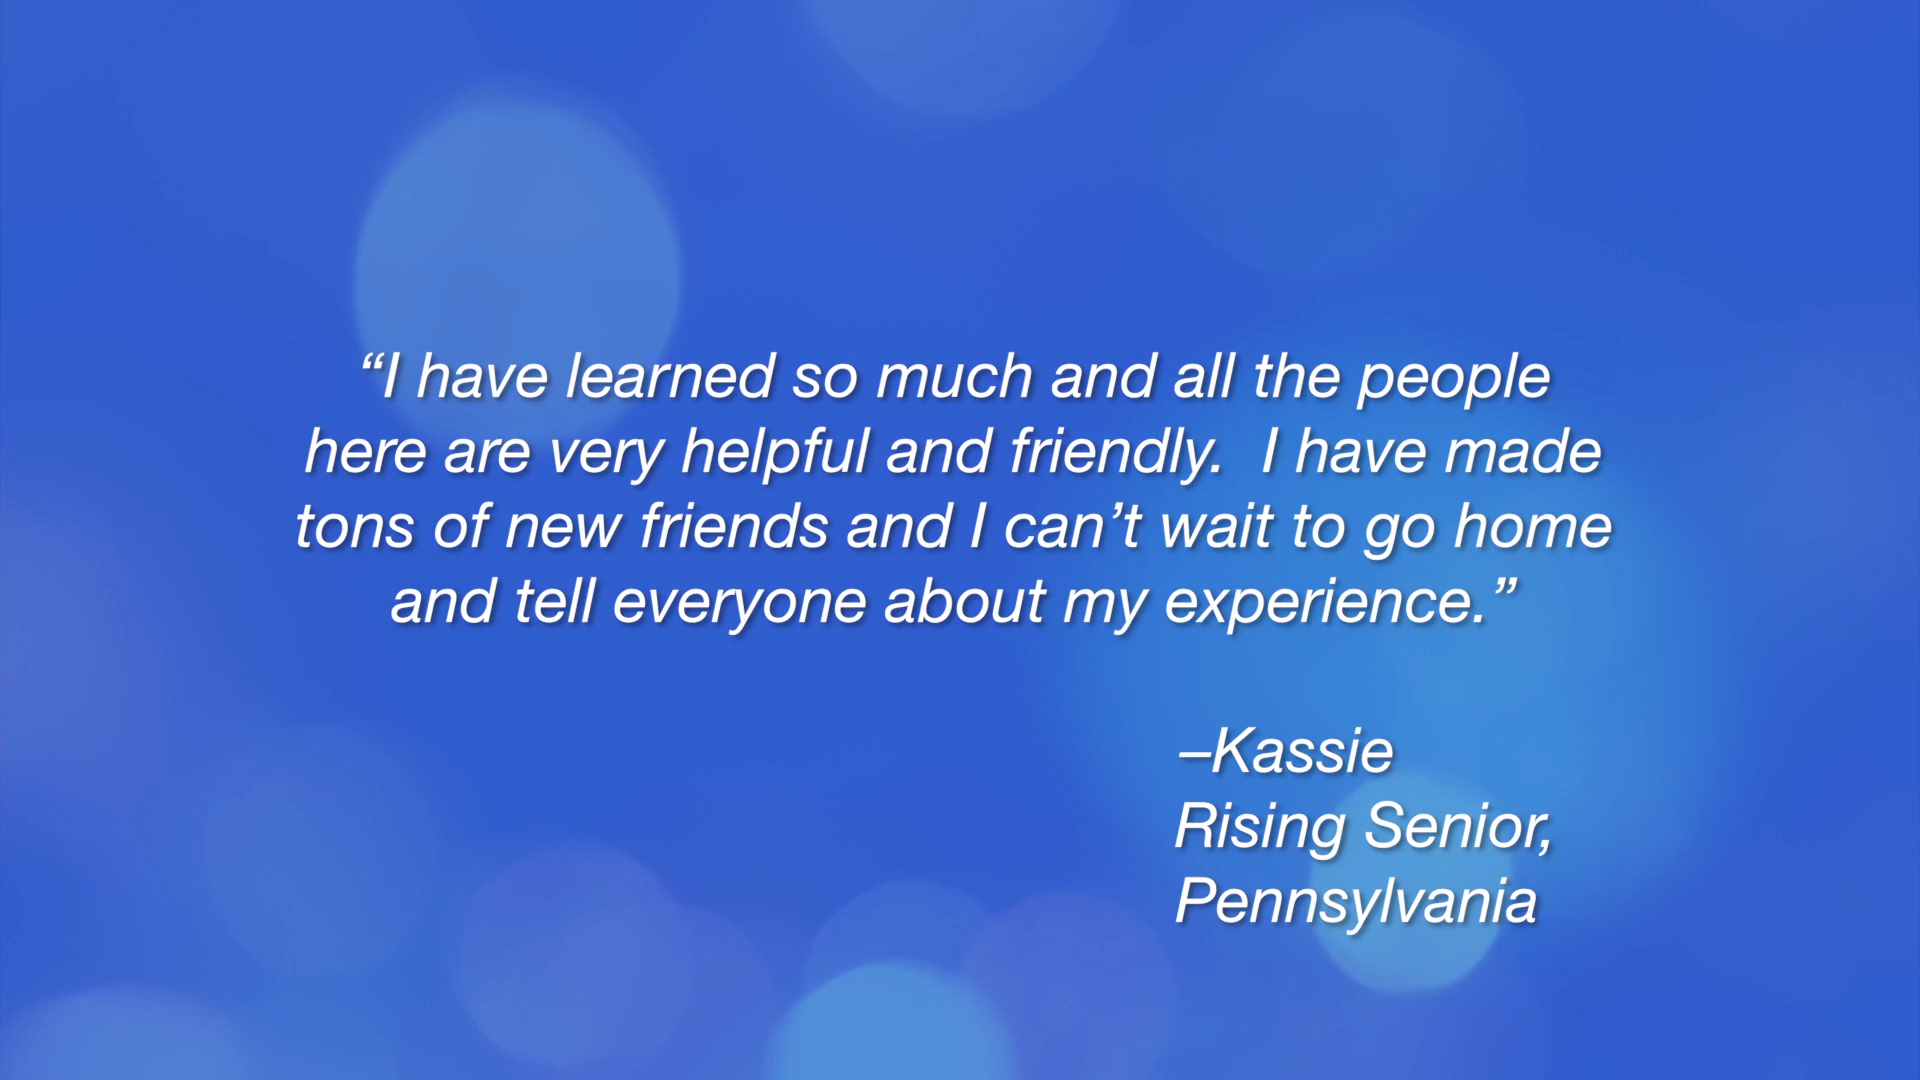 “I have learned so much and all the people
here are very helpful and friendly.  I have made
tons of new friends and I can’t wait to go home
and tell everyone about my experience.”
–Kassie
Rising Senior,
Pennsylvania